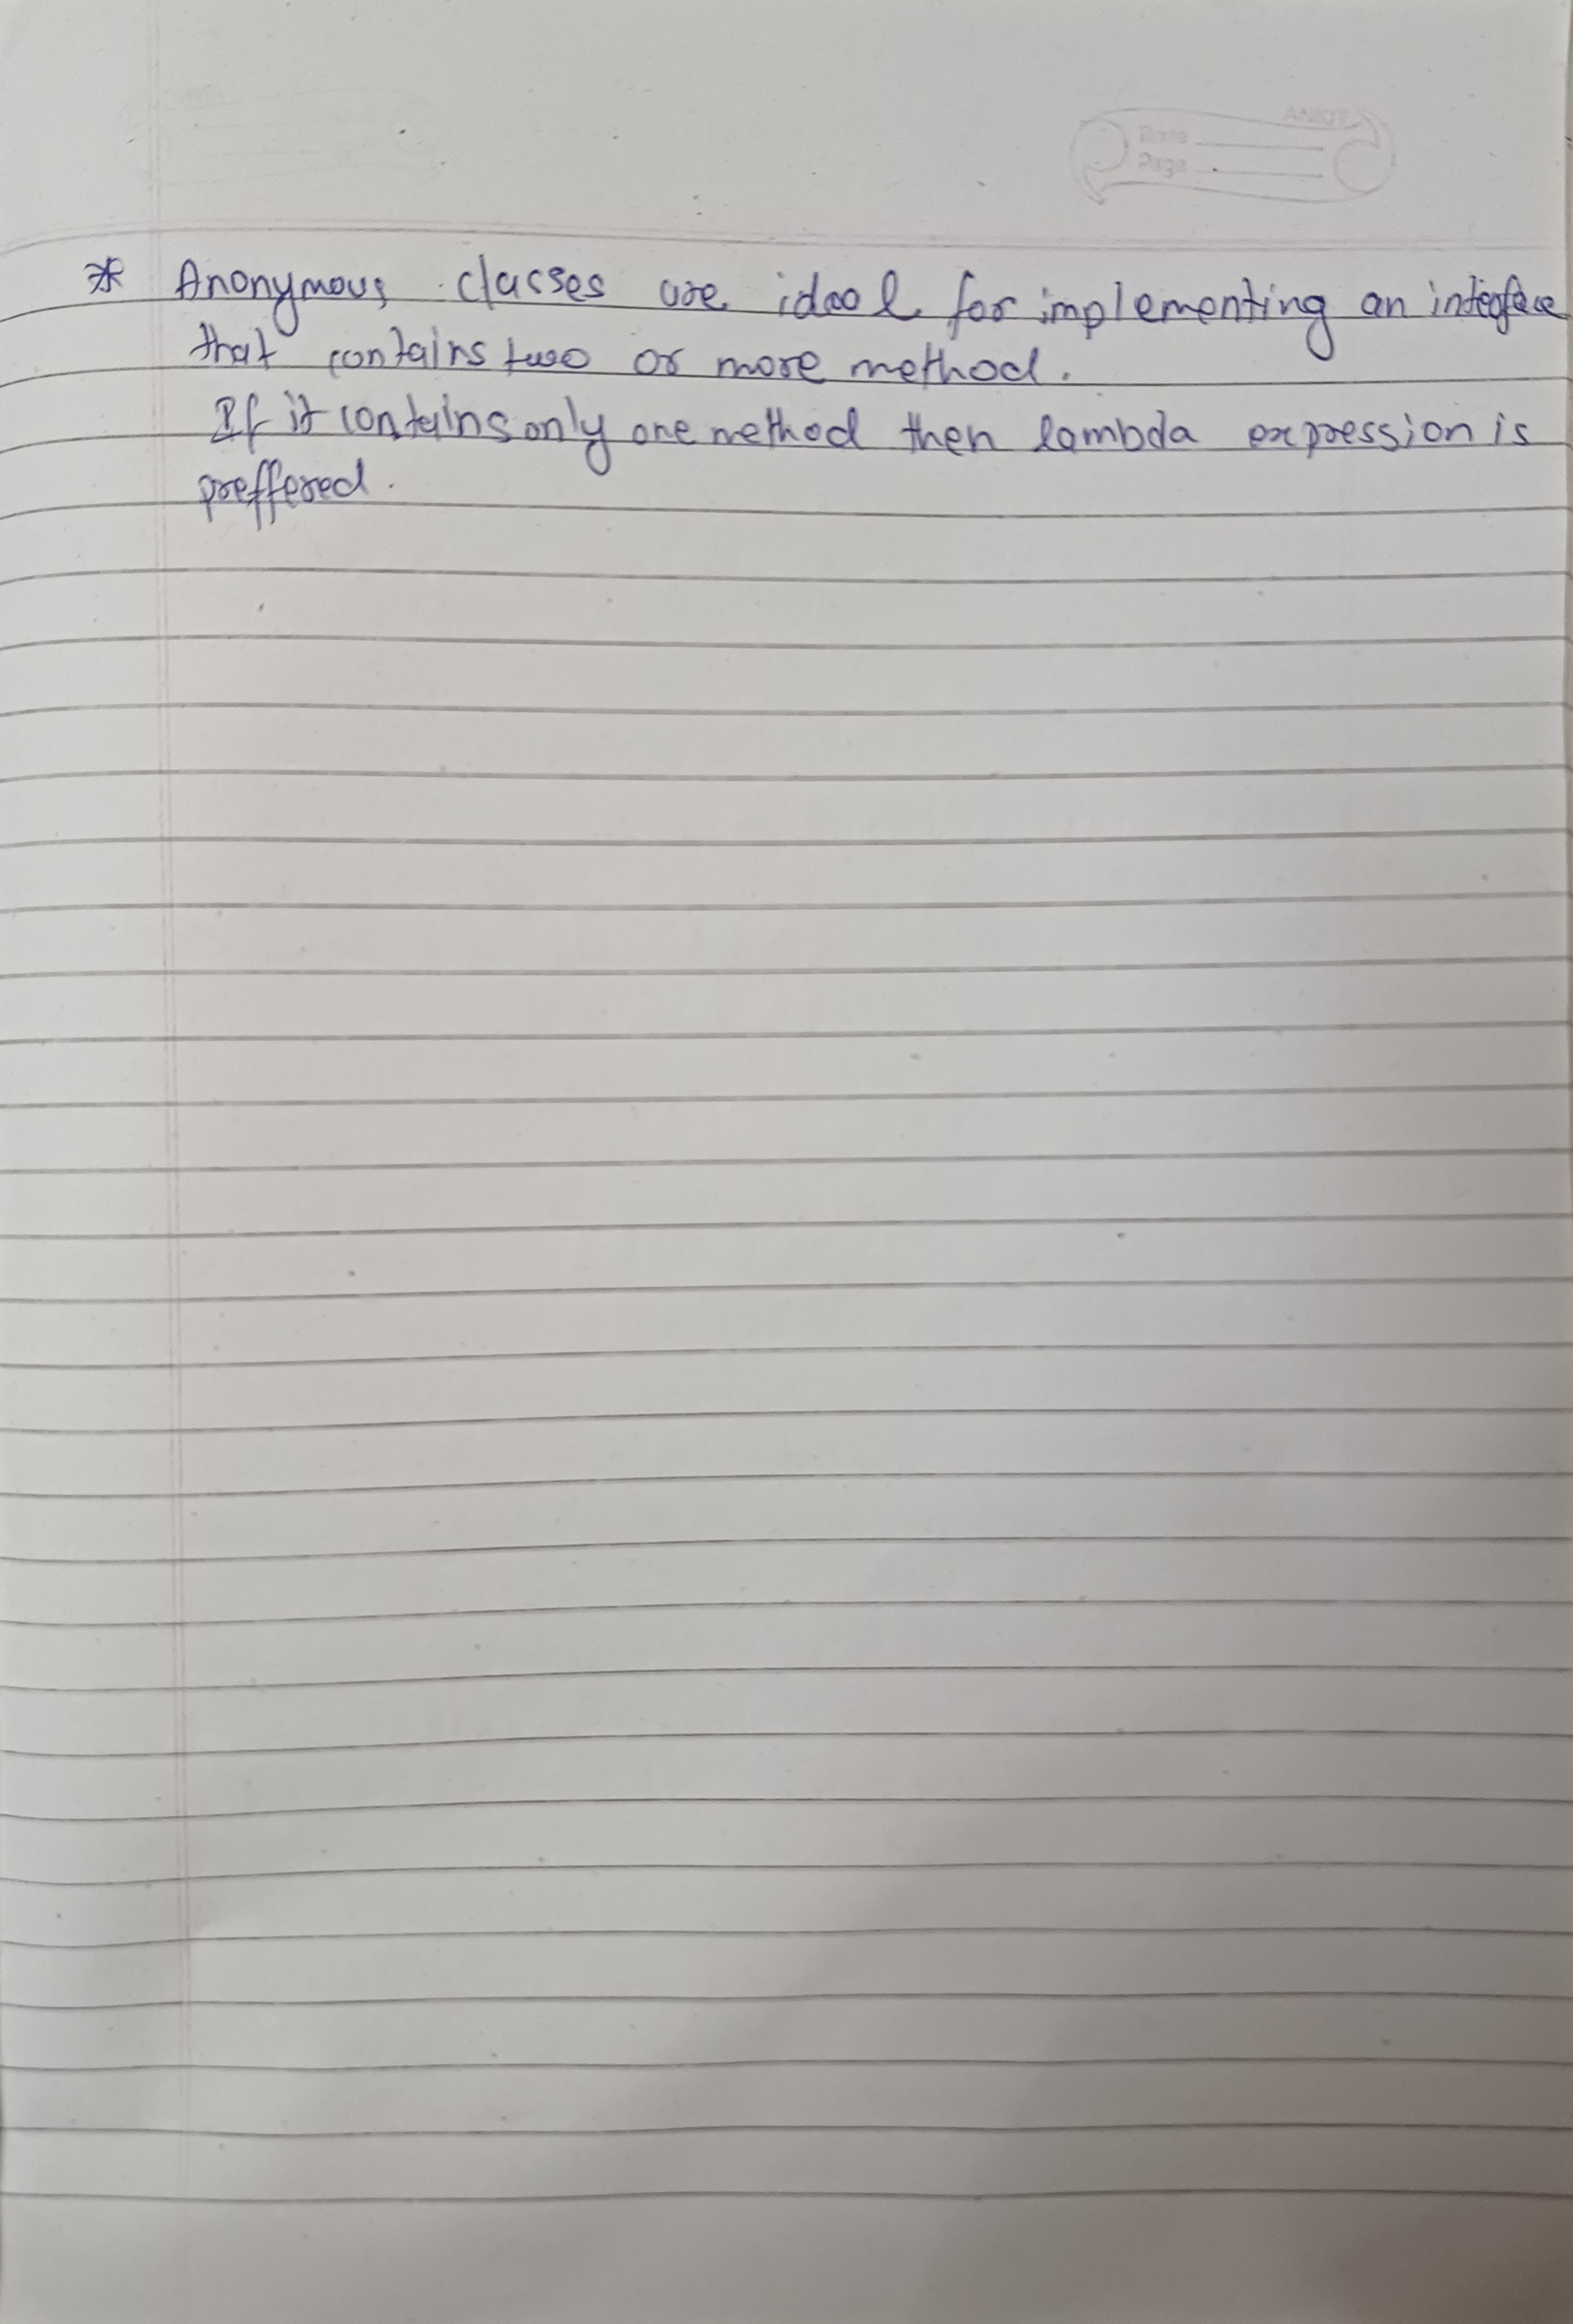 ANKUR
Date
Page
* Anonymous classes are ideal for implementing an interface
that contains two or more method.
If it contains only one method then lambda expression is
preffered.